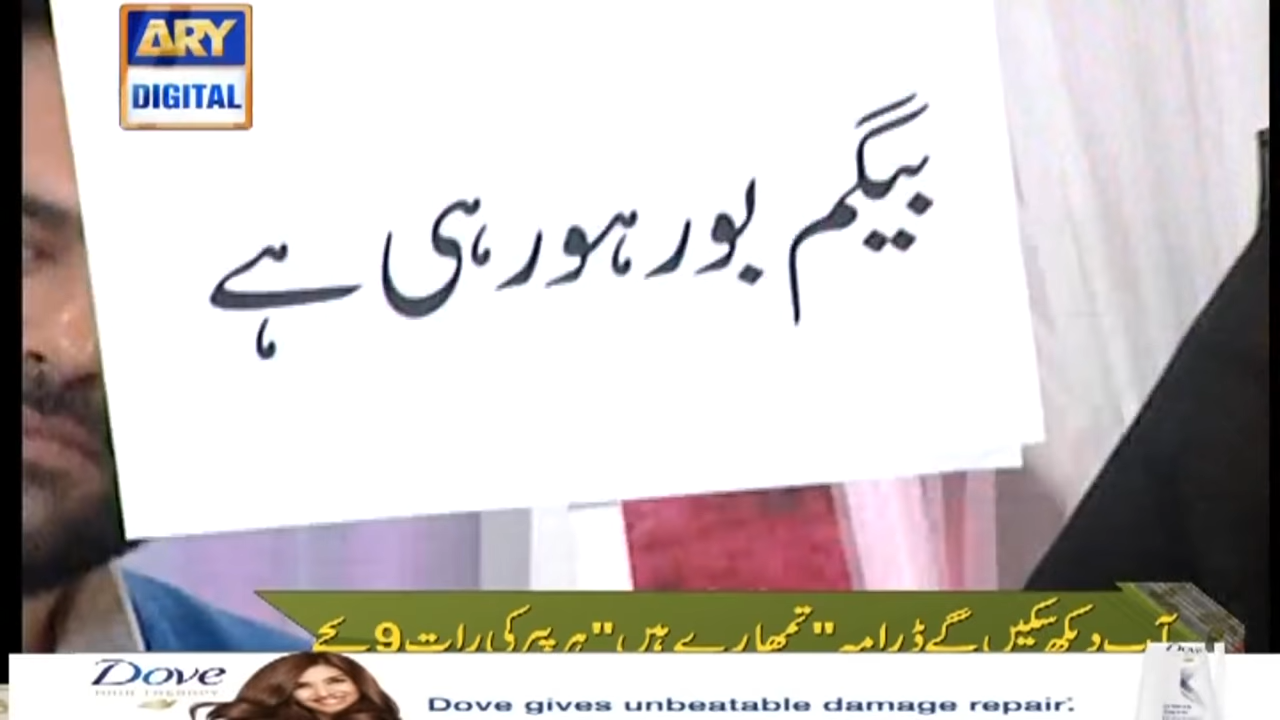 ARY
DIGITAL
بیگم بور ہو رہی ہے
آپ دیکھ سکیں گے ڈرامہ "تمھارے ہیں" ہر پیر کی رات 9 بجے
Dove
Dove gives unbeatable damage repair.